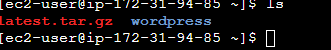 [ec2-user@ip-172-31-94-85 ~]$ ls
latest.tar.gz wordpress
[ec2-user@ip-172-31-94-85 ~]$